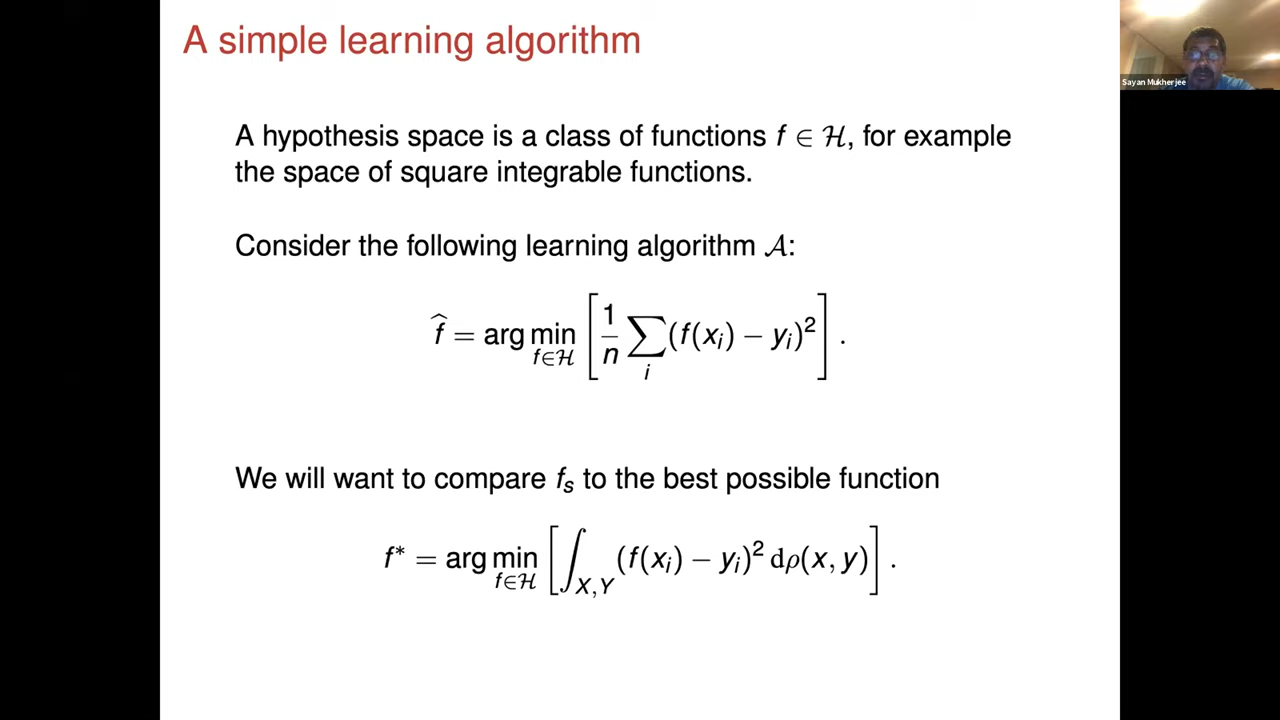 A simple learning algorithm
Sayan Mukherjee
A hypothesis space is a class of functions f ∈ ℋ, for example
the space of square integrable functions.
Consider the following learning algorithm 𝒜:
f̂ = arg min_{f∈ℋ} [ 1/n ∑_i (f(x_i) − y_i)² ] .
We will want to compare f_s to the best possible function
f* = arg min_{f∈ℋ} [ ∫_{X,Y} (f(x_i) − y_i)² dρ(x, y) ] .